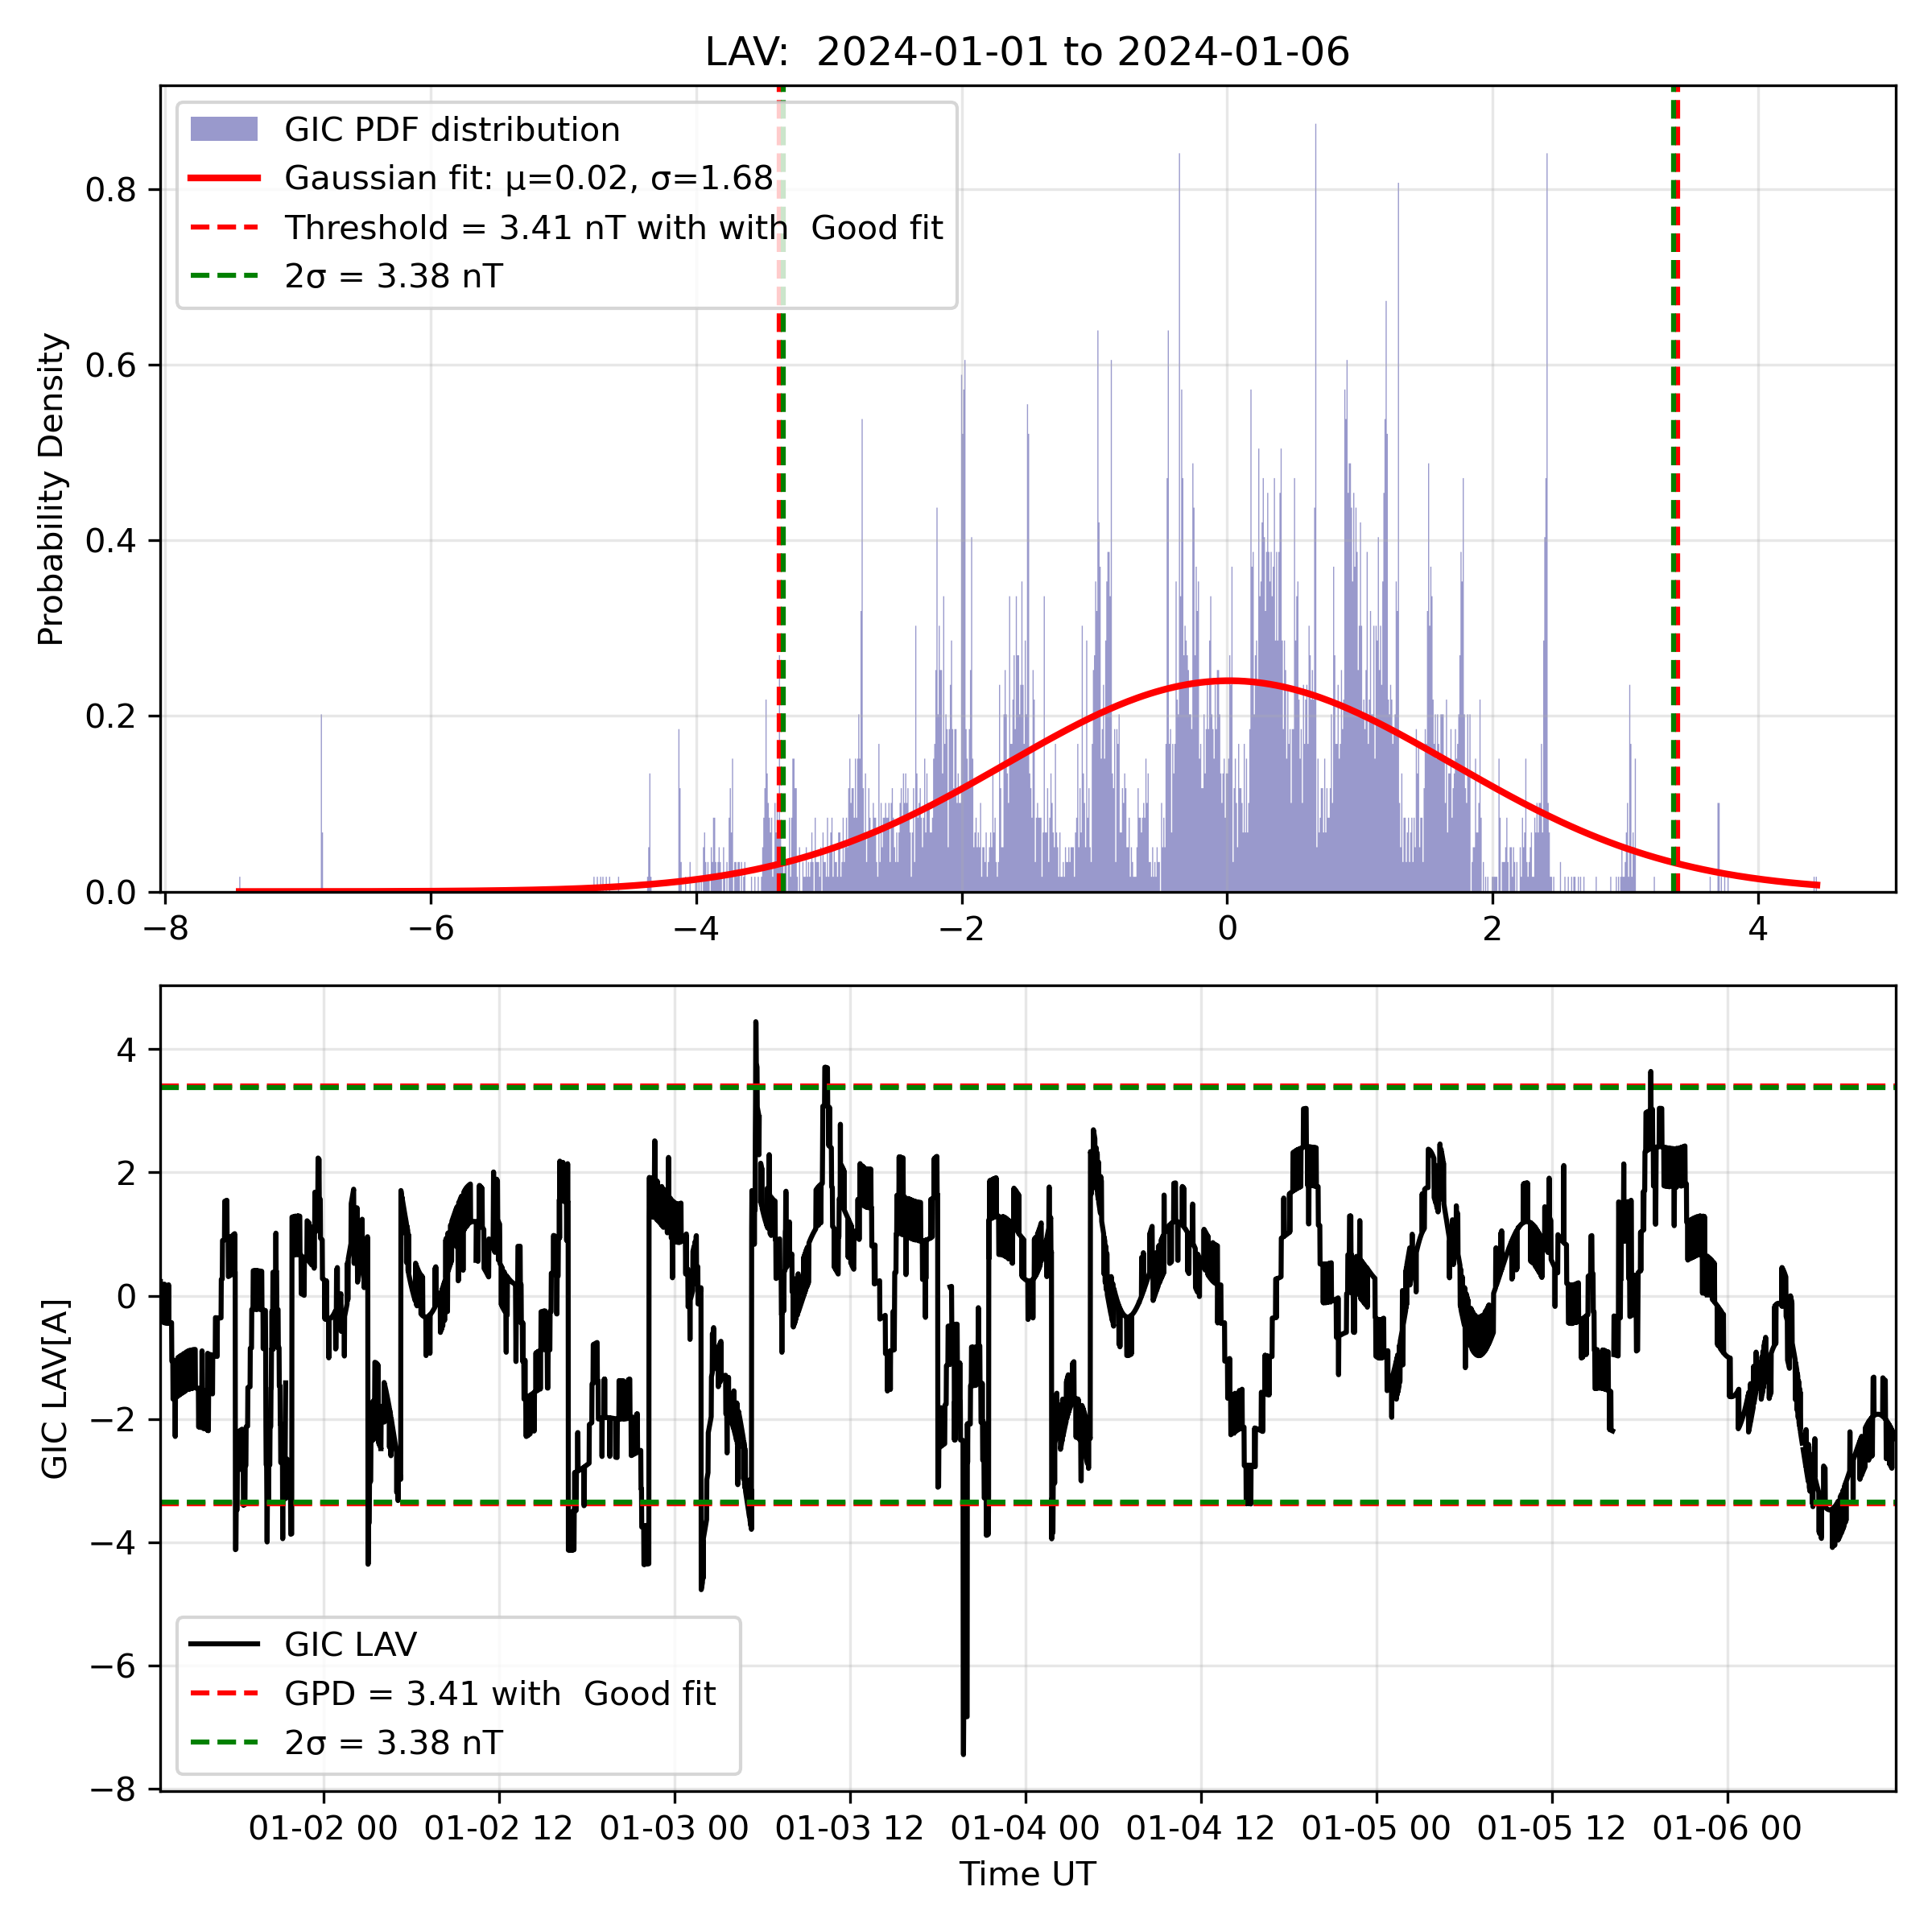 LAV:  2024-01-01 to 2024-01-06
GIC PDF distribution
Gaussian fit: μ=0.02, σ=1.68
Threshold = 3.41 nT with with  Good fit
2σ = 3.38 nT
Probability Density
0.8
0.6
0.4
0.2
0.0
−8
−6
−4
−2
0
2
4
GIC LAV[A]
4
2
0
−2
−4
−6
−8
GIC LAV
GPD = 3.41 with  Good fit
2σ = 3.38 nT
01-02 00
01-02 12
01-03 00
01-03 12
01-04 00
01-04 12
01-05 00
01-05 12
01-06 00
Time UT